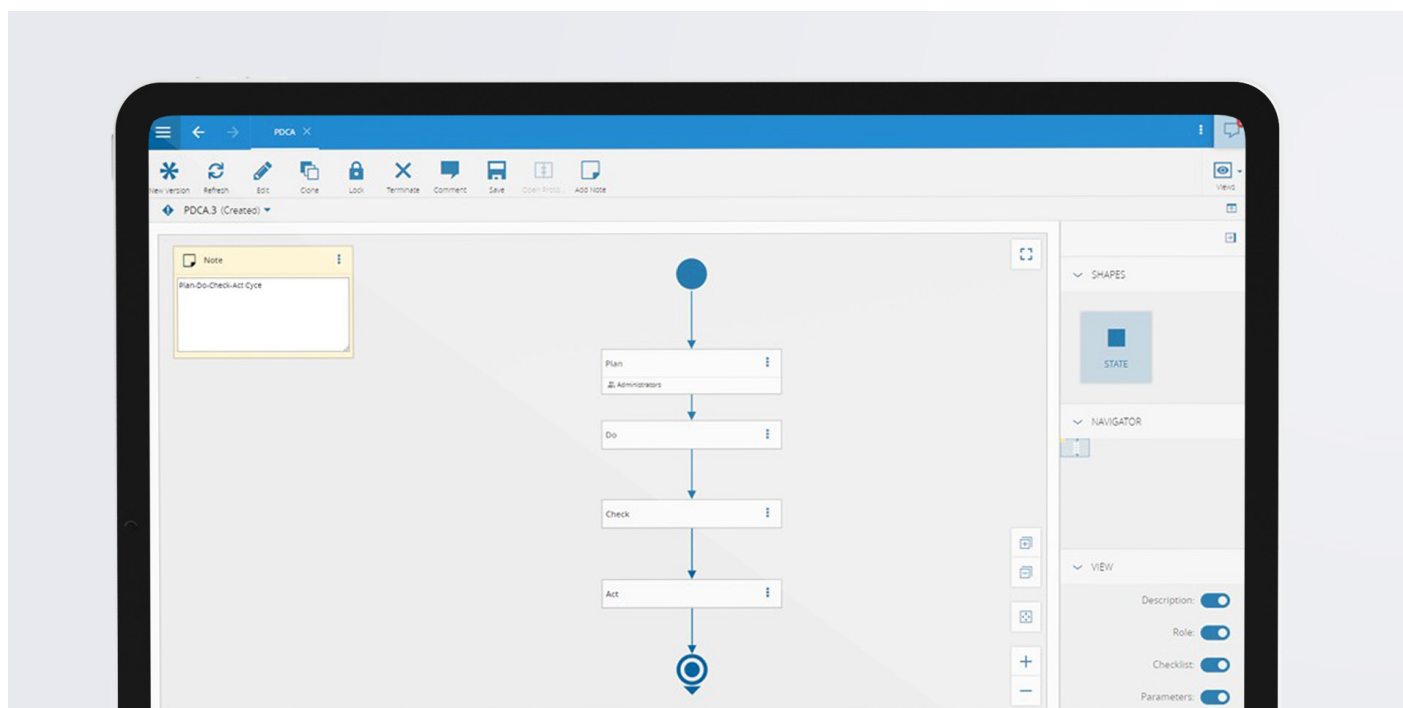 PDCA
New Version Refresh Edit Clone Lock Terminate Comment Save Add Note Views
PDCA.3 (Created)
Note
Plan-Do-Check-Act Cyce
Plan
Administrators
Do
Check
Act
SHAPES
STATE
NAVIGATOR
VIEW
Description:
Role:
Checklist:
Parameters: